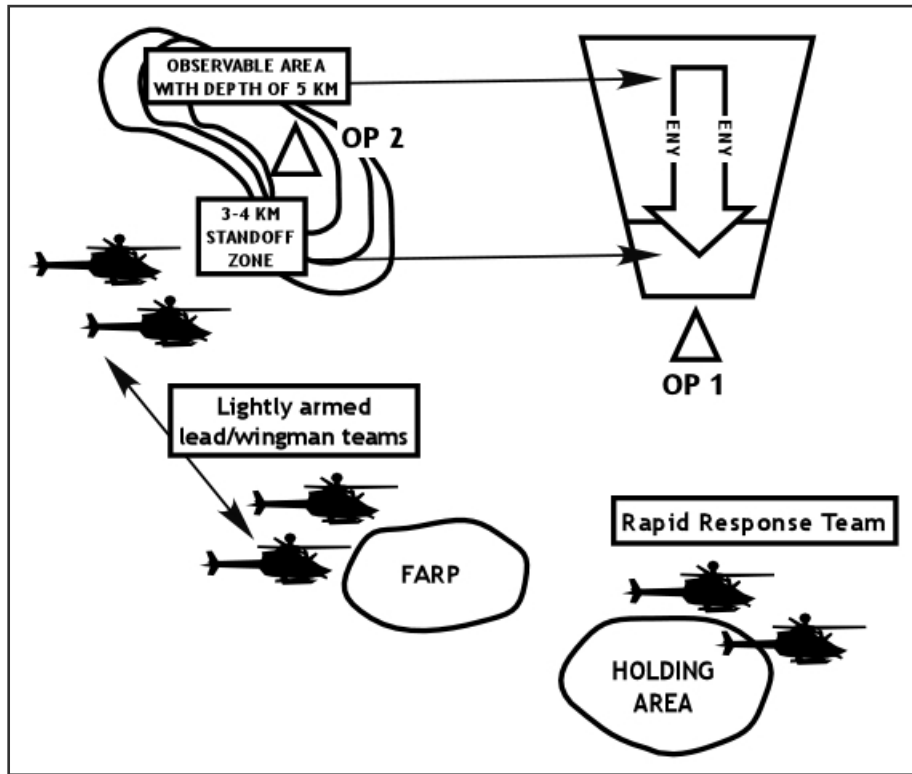 OBSERVABLE AREA
WITH DEPTH OF 5 KM
OP 2
ENY
ENY
3-4 KM
STANDOFF
ZONE
OP 1
Lightly armed
lead/wingman teams
Rapid Response Team
FARP
HOLDING
AREA